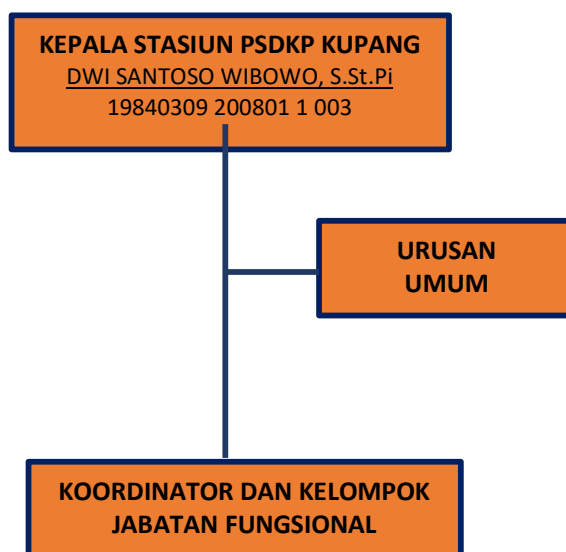 KEPALA STASIUN PSDKP KUPANG
DWI SANTOSO WIBOWO, S.St.Pi
19840309 200801 1 003
URUSAN
UMUM
KOORDINATOR DAN KELOMPOK
JABATAN FUNGSIONAL